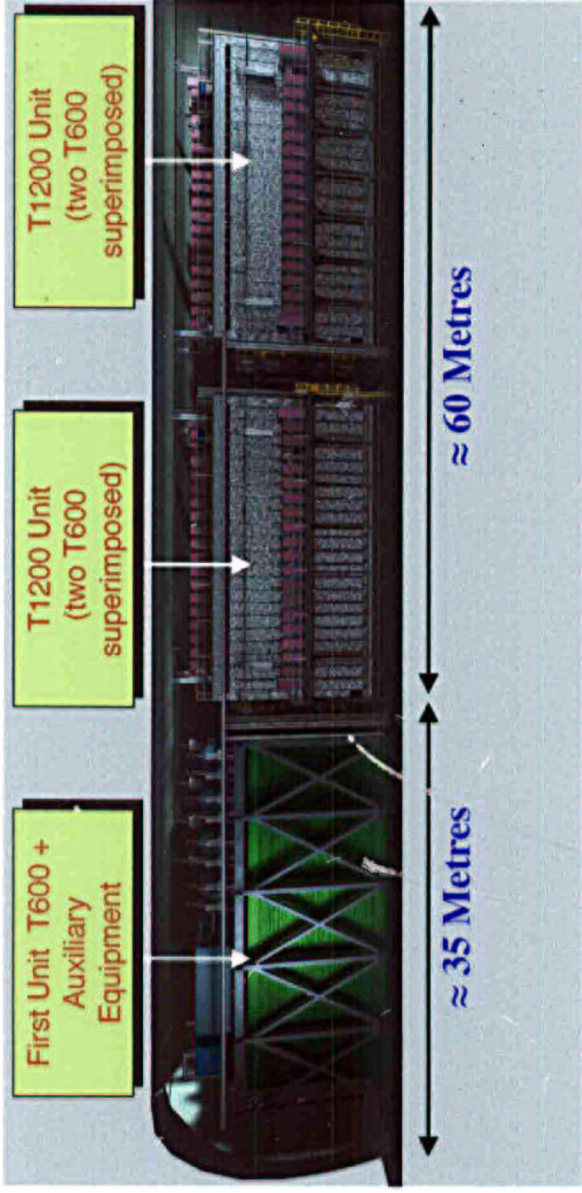 First Unit T600 +
Auxiliary
Equipment
T1200 Unit
(two T600
superimposed)
T1200 Unit
(two T600
superimposed)
≈ 35 Metres
≈ 60 Metres